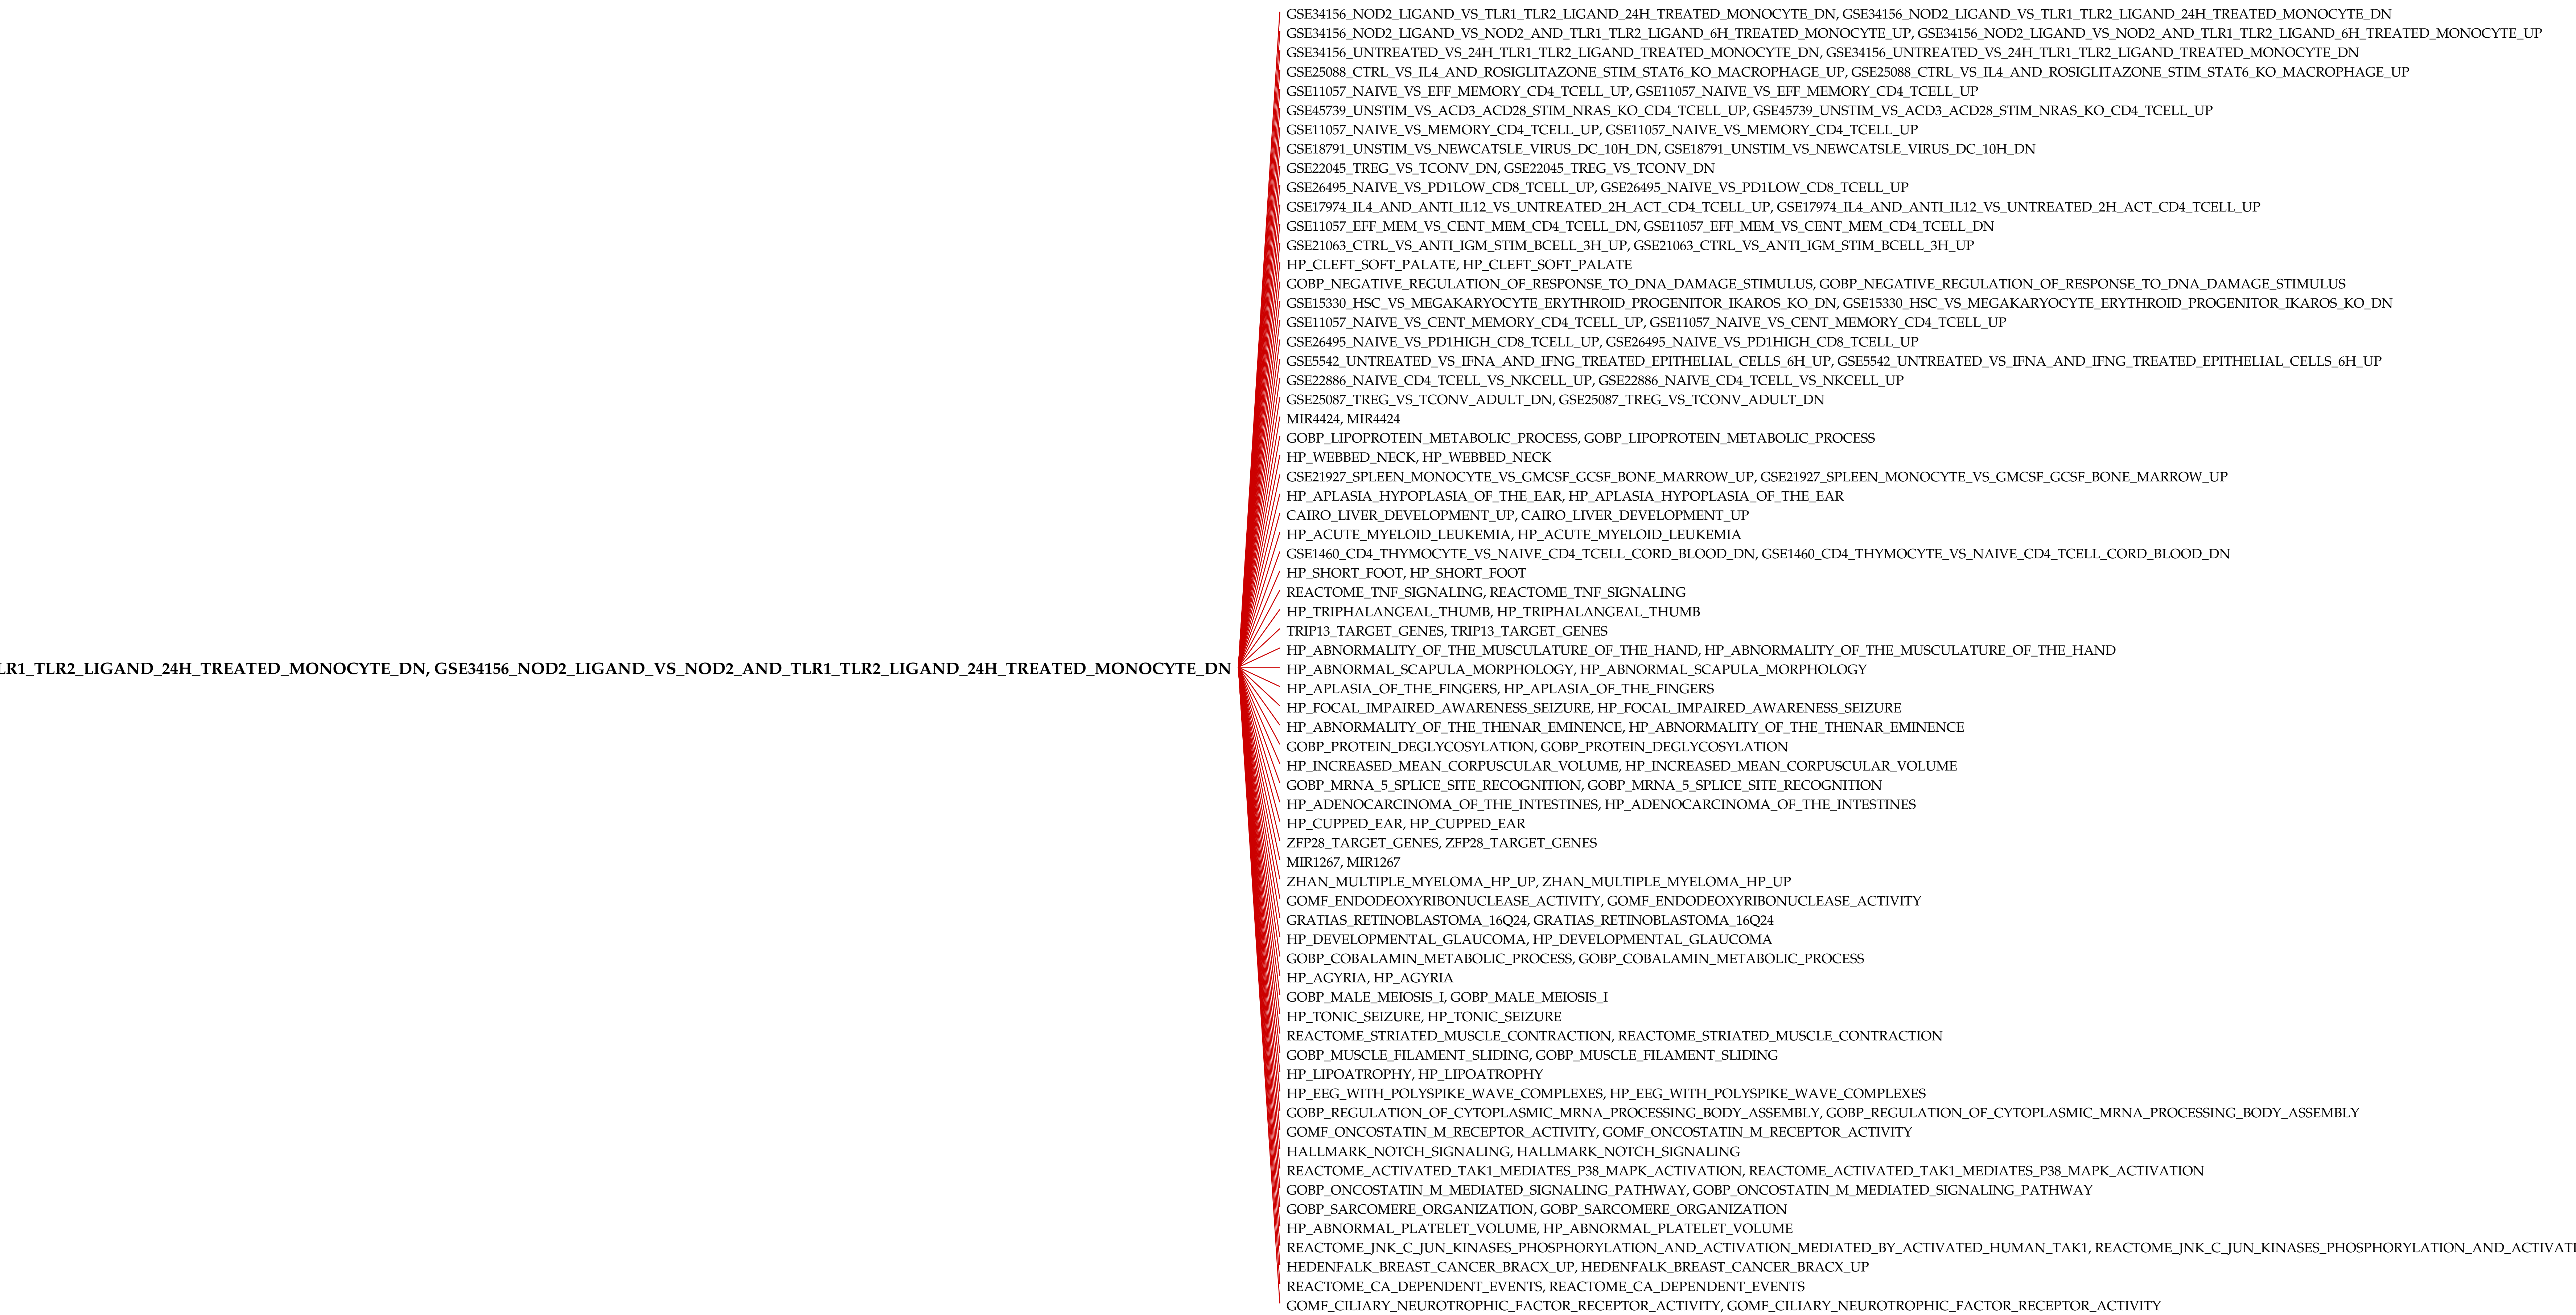 GSE34156_NOD2_LIGAND_VS_TLR1_TLR2_LIGAND_24H_TREATED_MONOCYTE_DN, GSE34156_NOD2_LIGAND_VS_TLR1_TLR2_LIGAND_24H_TREATED_MONOCYTE_DN
GSE34156_NOD2_LIGAND_VS_NOD2_AND_TLR1_TLR2_LIGAND_6H_TREATED_MONOCYTE_UP, GSE34156_NOD2_LIGAND_VS_NOD2_AND_TLR1_TLR2_LIGAND_6H_TREATED_MONOCYTE_UP
GSE34156_UNTREATED_VS_24H_TLR1_TLR2_LIGAND_TREATED_MONOCYTE_DN, GSE34156_UNTREATED_VS_24H_TLR1_TLR2_LIGAND_TREATED_MONOCYTE_DN
GSE25088_CTRL_VS_IL4_AND_ROSIGLITAZONE_STIM_STAT6_KO_MACROPHAGE_UP, GSE25088_CTRL_VS_IL4_AND_ROSIGLITAZONE_STIM_STAT6_KO_MACROPHAGE_UP
GSE11057_NAIVE_VS_EFF_MEMORY_CD4_TCELL_UP, GSE11057_NAIVE_VS_EFF_MEMORY_CD4_TCELL_UP
GSE45739_UNSTIM_VS_ACD3_ACD28_STIM_NRAS_KO_CD4_TCELL_UP, GSE45739_UNSTIM_VS_ACD3_ACD28_STIM_NRAS_KO_CD4_TCELL_UP
GSE11057_NAIVE_VS_MEMORY_CD4_TCELL_UP, GSE11057_NAIVE_VS_MEMORY_CD4_TCELL_UP
GSE18791_UNSTIM_VS_NEWCATSLE_VIRUS_DC_10H_DN, GSE18791_UNSTIM_VS_NEWCATSLE_VIRUS_DC_10H_DN
GSE22045_TREG_VS_TCONV_DN, GSE22045_TREG_VS_TCONV_DN
GSE26495_NAIVE_VS_PD1LOW_CD8_TCELL_UP, GSE26495_NAIVE_VS_PD1LOW_CD8_TCELL_UP
GSE17974_IL4_AND_ANTI_IL12_VS_UNTREATED_2H_ACT_CD4_TCELL_UP, GSE17974_IL4_AND_ANTI_IL12_VS_UNTREATED_2H_ACT_CD4_TCELL_UP
GSE11057_EFF_MEM_VS_CENT_MEM_CD4_TCELL_DN, GSE11057_EFF_MEM_VS_CENT_MEM_CD4_TCELL_DN
GSE21063_CTRL_VS_ANTI_IGM_STIM_BCELL_3H_UP, GSE21063_CTRL_VS_ANTI_IGM_STIM_BCELL_3H_UP
HP_CLEFT_SOFT_PALATE, HP_CLEFT_SOFT_PALATE
GOBP_NEGATIVE_REGULATION_OF_RESPONSE_TO_DNA_DAMAGE_STIMULUS, GOBP_NEGATIVE_REGULATION_OF_RESPONSE_TO_DNA_DAMAGE_STIMULUS
GSE15330_HSC_VS_MEGAKARYOCYTE_ERYTHROID_PROGENITOR_IKAROS_KO_DN, GSE15330_HSC_VS_MEGAKARYOCYTE_ERYTHROID_PROGENITOR_IKAROS_KO_DN
GSE11057_NAIVE_VS_CENT_MEMORY_CD4_TCELL_UP, GSE11057_NAIVE_VS_CENT_MEMORY_CD4_TCELL_UP
GSE26495_NAIVE_VS_PD1HIGH_CD8_TCELL_UP, GSE26495_NAIVE_VS_PD1HIGH_CD8_TCELL_UP
GSE5542_UNTREATED_VS_IFNA_AND_IFNG_TREATED_EPITHELIAL_CELLS_6H_UP, GSE5542_UNTREATED_VS_IFNA_AND_IFNG_TREATED_EPITHELIAL_CELLS_6H_UP
GSE22886_NAIVE_CD4_TCELL_VS_NKCELL_UP, GSE22886_NAIVE_CD4_TCELL_VS_NKCELL_UP
GSE25087_TREG_VS_TCONV_ADULT_DN, GSE25087_TREG_VS_TCONV_ADULT_DN
MIR4424, MIR4424
GOBP_LIPOPROTEIN_METABOLIC_PROCESS, GOBP_LIPOPROTEIN_METABOLIC_PROCESS
HP_WEBBED_NECK, HP_WEBBED_NECK
GSE21927_SPLEEN_MONOCYTE_VS_GMCSF_GCSF_BONE_MARROW_UP, GSE21927_SPLEEN_MONOCYTE_VS_GMCSF_GCSF_BONE_MARROW_UP
HP_APLASIA_HYPOPLASIA_OF_THE_EAR, HP_APLASIA_HYPOPLASIA_OF_THE_EAR
CAIRO_LIVER_DEVELOPMENT_UP, CAIRO_LIVER_DEVELOPMENT_UP
HP_ACUTE_MYELOID_LEUKEMIA, HP_ACUTE_MYELOID_LEUKEMIA
GSE1460_CD4_THYMOCYTE_VS_NAIVE_CD4_TCELL_CORD_BLOOD_DN, GSE1460_CD4_THYMOCYTE_VS_NAIVE_CD4_TCELL_CORD_BLOOD_DN
HP_SHORT_FOOT, HP_SHORT_FOOT
REACTOME_TNF_SIGNALING, REACTOME_TNF_SIGNALING
HP_TRIPHALANGEAL_THUMB, HP_TRIPHALANGEAL_THUMB
TRIP13_TARGET_GENES, TRIP13_TARGET_GENES
HP_ABNORMALITY_OF_THE_MUSCULATURE_OF_THE_HAND, HP_ABNORMALITY_OF_THE_MUSCULATURE_OF_THE_HAND
LR1_TLR2_LIGAND_24H_TREATED_MONOCYTE_DN, GSE34156_NOD2_LIGAND_VS_NOD2_AND_TLR1_TLR2_LIGAND_24H_TREATED_MONOCYTE_DN
HP_ABNORMAL_SCAPULA_MORPHOLOGY, HP_ABNORMAL_SCAPULA_MORPHOLOGY
HP_APLASIA_OF_THE_FINGERS, HP_APLASIA_OF_THE_FINGERS
HP_FOCAL_IMPAIRED_AWARENESS_SEIZURE, HP_FOCAL_IMPAIRED_AWARENESS_SEIZURE
HP_ABNORMALITY_OF_THE_THENAR_EMINENCE, HP_ABNORMALITY_OF_THE_THENAR_EMINENCE
GOBP_PROTEIN_DEGLYCOSYLATION, GOBP_PROTEIN_DEGLYCOSYLATION
HP_INCREASED_MEAN_CORPUSCULAR_VOLUME, HP_INCREASED_MEAN_CORPUSCULAR_VOLUME
GOBP_MRNA_5_SPLICE_SITE_RECOGNITION, GOBP_MRNA_5_SPLICE_SITE_RECOGNITION
HP_ADENOCARCINOMA_OF_THE_INTESTINES, HP_ADENOCARCINOMA_OF_THE_INTESTINES
HP_CUPPED_EAR, HP_CUPPED_EAR
ZFP28_TARGET_GENES, ZFP28_TARGET_GENES
MIR1267, MIR1267
ZHAN_MULTIPLE_MYELOMA_HP_UP, ZHAN_MULTIPLE_MYELOMA_HP_UP
GOMF_ENDODEOXYRIBONUCLEASE_ACTIVITY, GOMF_ENDODEOXYRIBONUCLEASE_ACTIVITY
GRATIAS_RETINOBLASTOMA_16Q24, GRATIAS_RETINOBLASTOMA_16Q24
HP_DEVELOPMENTAL_GLAUCOMA, HP_DEVELOPMENTAL_GLAUCOMA
GOBP_COBALAMIN_METABOLIC_PROCESS, GOBP_COBALAMIN_METABOLIC_PROCESS
HP_AGYRIA, HP_AGYRIA
GOBP_MALE_MEIOSIS_I, GOBP_MALE_MEIOSIS_I
HP_TONIC_SEIZURE, HP_TONIC_SEIZURE
REACTOME_STRIATED_MUSCLE_CONTRACTION, REACTOME_STRIATED_MUSCLE_CONTRACTION
GOBP_MUSCLE_FILAMENT_SLIDING, GOBP_MUSCLE_FILAMENT_SLIDING
HP_LIPOATROPHY, HP_LIPOATROPHY
HP_EEG_WITH_POLYSPIKE_WAVE_COMPLEXES, HP_EEG_WITH_POLYSPIKE_WAVE_COMPLEXES
GOBP_REGULATION_OF_CYTOPLASMIC_MRNA_PROCESSING_BODY_ASSEMBLY, GOBP_REGULATION_OF_CYTOPLASMIC_MRNA_PROCESSING_BODY_ASSEMBLY
GOMF_ONCOSTATIN_M_RECEPTOR_ACTIVITY, GOMF_ONCOSTATIN_M_RECEPTOR_ACTIVITY
HALLMARK_NOTCH_SIGNALING, HALLMARK_NOTCH_SIGNALING
REACTOME_ACTIVATED_TAK1_MEDIATES_P38_MAPK_ACTIVATION, REACTOME_ACTIVATED_TAK1_MEDIATES_P38_MAPK_ACTIVATION
GOBP_ONCOSTATIN_M_MEDIATED_SIGNALING_PATHWAY, GOBP_ONCOSTATIN_M_MEDIATED_SIGNALING_PATHWAY
GOBP_SARCOMERE_ORGANIZATION, GOBP_SARCOMERE_ORGANIZATION
HP_ABNORMAL_PLATELET_VOLUME, HP_ABNORMAL_PLATELET_VOLUME
REACTOME_JNK_C_JUN_KINASES_PHOSPHORYLATION_AND_ACTIVATION_MEDIATED_BY_ACTIVATED_HUMAN_TAK1, REACTOME_JNK_C_JUN_KINASES_PHOSPHORYLATION_AND_ACTIVATI
HEDENFALK_BREAST_CANCER_BRACX_UP, HEDENFALK_BREAST_CANCER_BRACX_UP
REACTOME_CA_DEPENDENT_EVENTS, REACTOME_CA_DEPENDENT_EVENTS
GOMF_CILIARY_NEUROTROPHIC_FACTOR_RECEPTOR_ACTIVITY, GOMF_CILIARY_NEUROTROPHIC_FACTOR_RECEPTOR_ACTIVITY